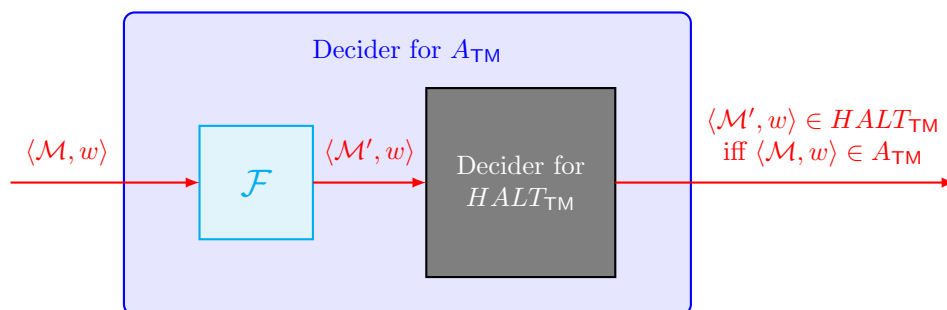 Decider for A_TM
⟨M, w⟩
F
⟨M′, w⟩
Decider for
HALT_TM
⟨M′, w⟩ ∈ HALT_TM
iff ⟨M, w⟩ ∈ A_TM